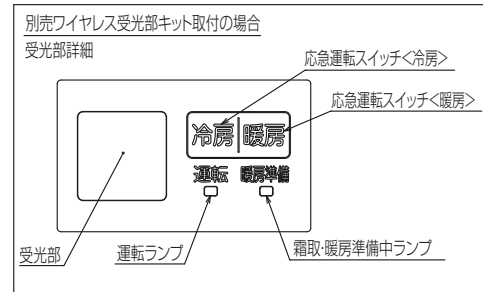 別売ワイヤレス受光部キット取付の場合
受光部詳細
応急運転スイッチ<冷房>
応急運転スイッチ<暖房>
冷房 暖房
運転 暖房準備
受光部
運転ランプ
霜取・暖房準備中ランプ